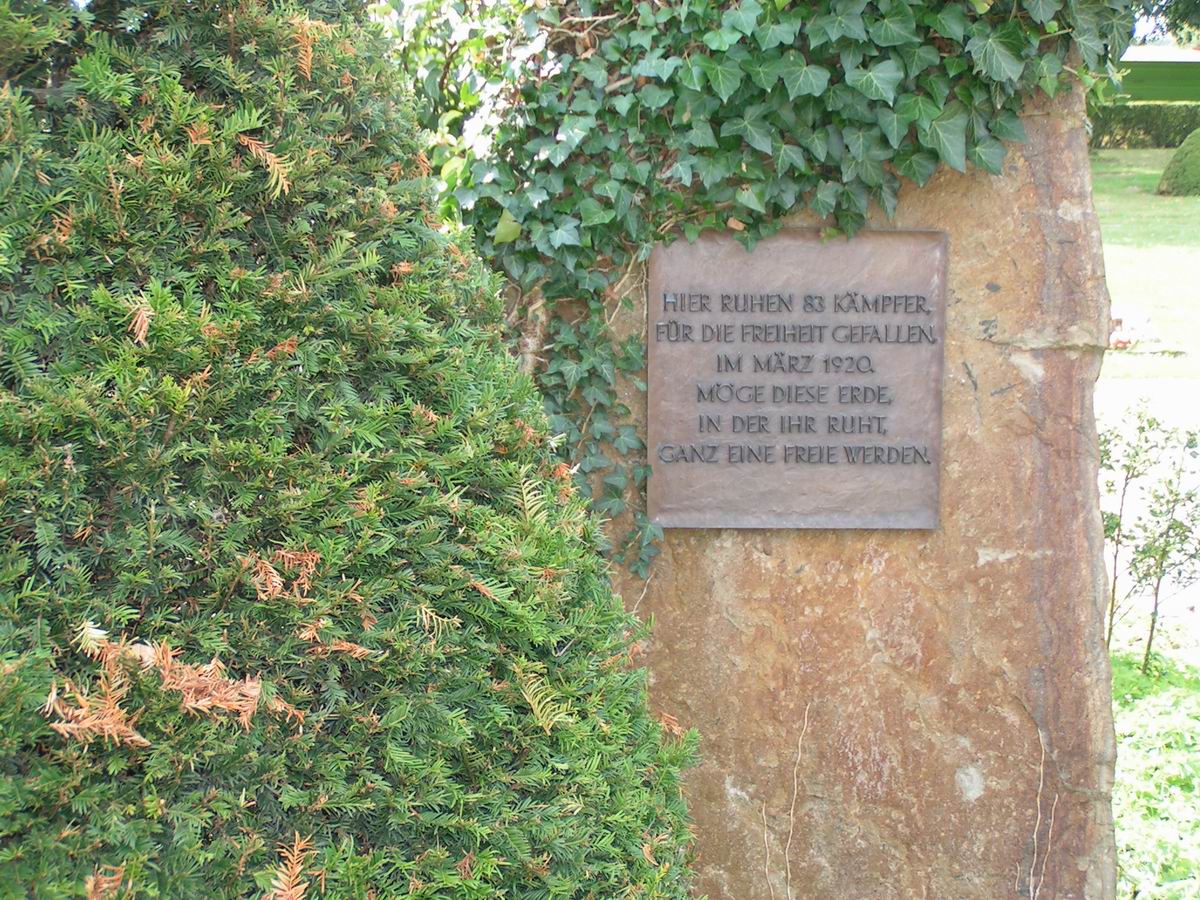 HIER RUHEN 83 KÄMPFER,
FÜR DIE FREIHEIT GEFALLEN,
IM MÄRZ 1920.
MÖGE DIESE ERDE,
IN DER IHR RUHT,
GANZ EINE FREIE WERDEN.